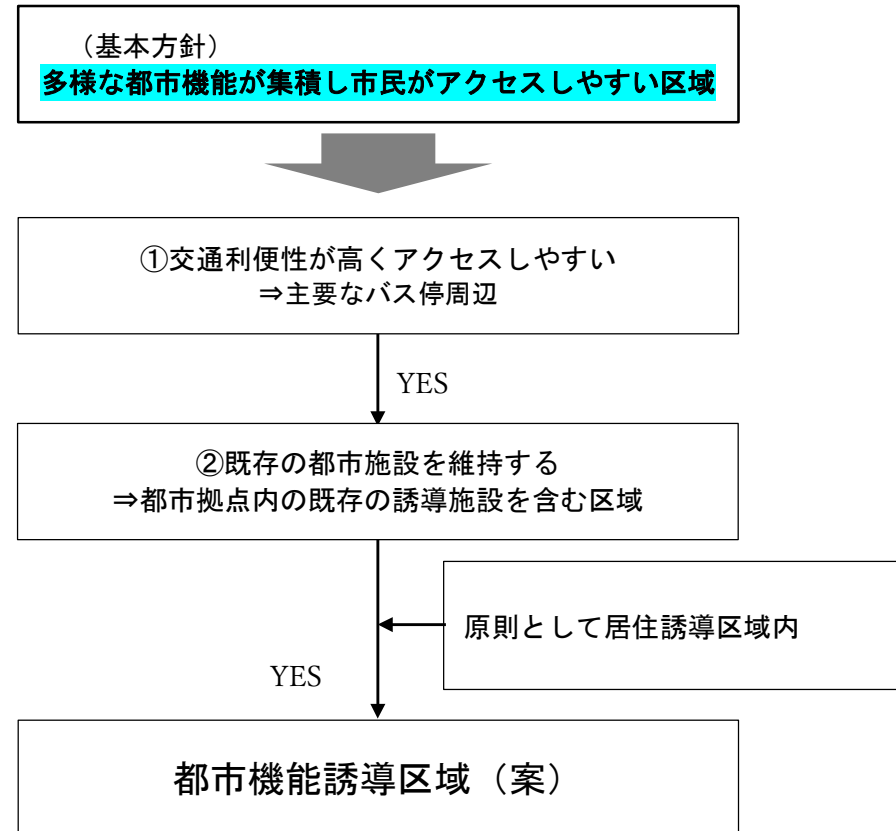 （基本方針）
多様な都市機能が集積し市民がアクセスしやすい区域
①交通利便性が高くアクセスしやすい
⇒主要なバス停周辺
YES
②既存の都市施設を維持する
⇒都市拠点内の既存の誘導施設を含む区域
原則として居住誘導区域内
YES
都市機能誘導区域（案）